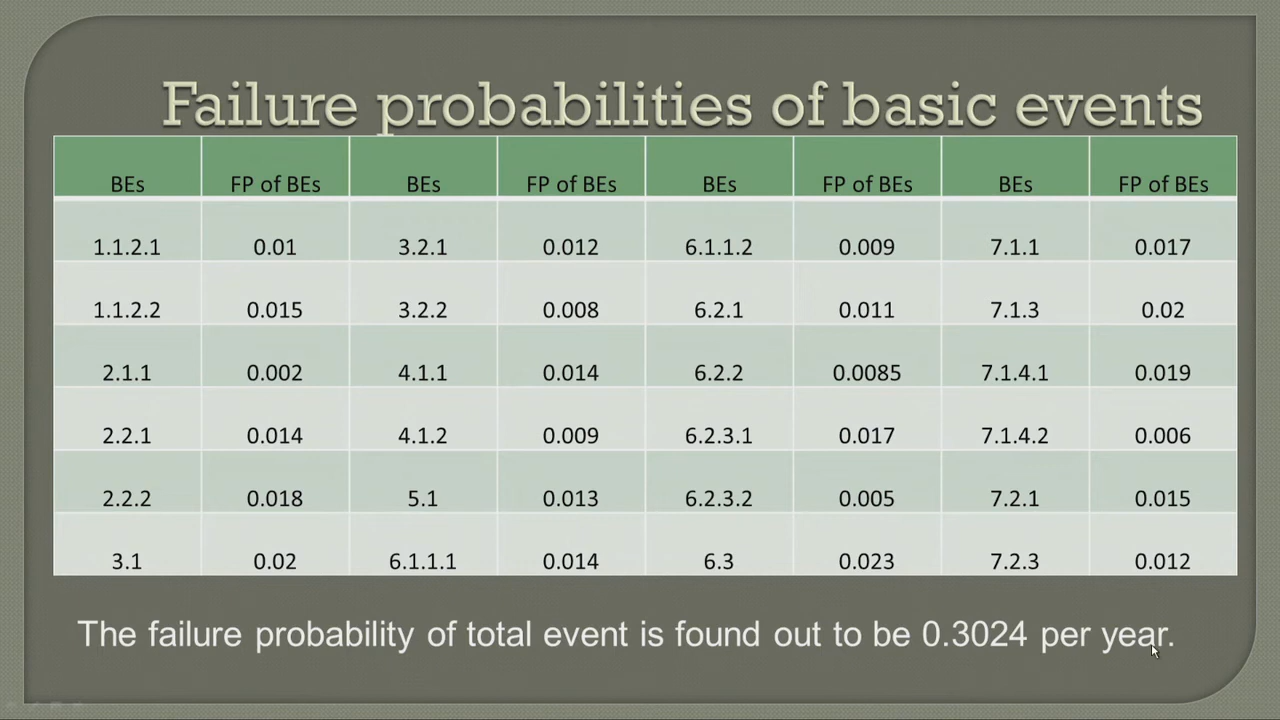 Failure probabilities of basic events
BEs FP of BEs BEs FP of BEs BEs FP of BEs BEs FP of BEs
1.1.2.1 0.01 3.2.1 0.012 6.1.1.2 0.009 7.1.1 0.017
1.1.2.2 0.015 3.2.2 0.008 6.2.1 0.011 7.1.3 0.02
2.1.1 0.002 4.1.1 0.014 6.2.2 0.0085 7.1.4.1 0.019
2.2.1 0.014 4.1.2 0.009 6.2.3.1 0.017 7.1.4.2 0.006
2.2.2 0.018 5.1 0.013 6.2.3.2 0.005 7.2.1 0.015
3.1 0.02 6.1.1.1 0.014 6.3 0.023 7.2.3 0.012
The failure probability of total event is found out to be 0.3024 per year.